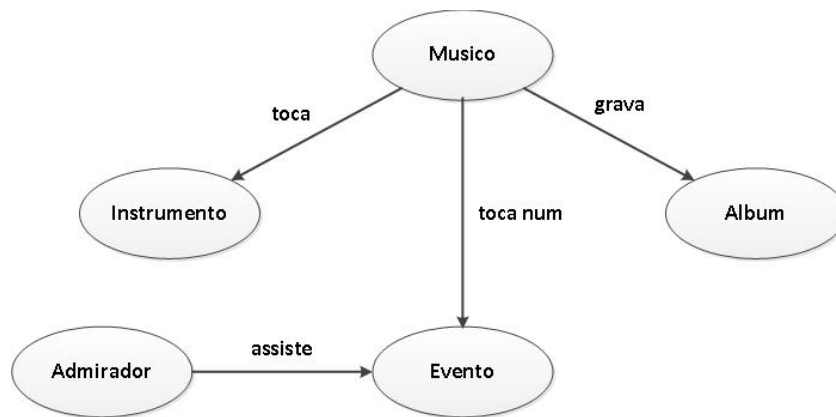 Musico
toca
grava
Instrumento
toca num
Album
assiste
Admirador
Evento